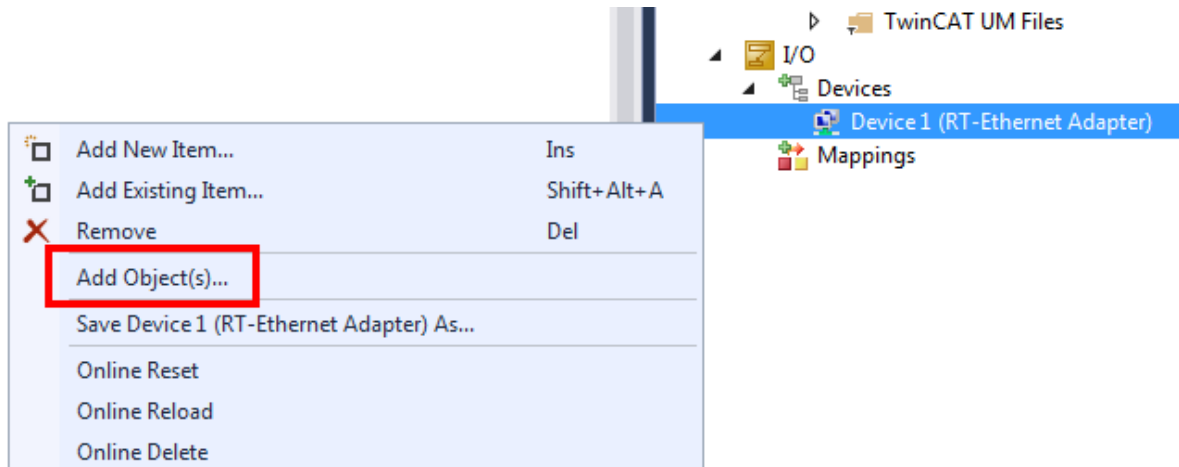 TwinCAT UM Files
I/O
Devices
Device 1 (RT-Ethernet Adapter)
Mappings
Add New Item... Ins
Add Existing Item... Shift+Alt+A
Remove Del
Add Object(s)...
Save Device 1 (RT-Ethernet Adapter) As...
Online Reset
Online Reload
Online Delete